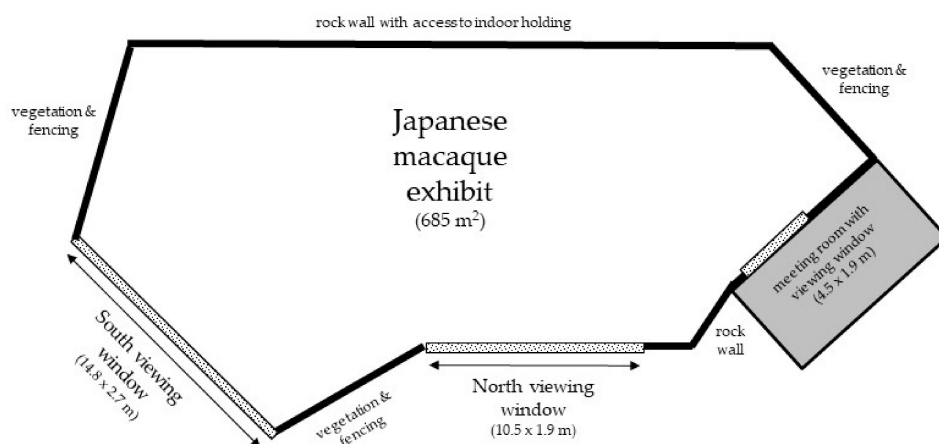 rock wall with access to indoor holding
vegetation &
fencing
vegetation &
fencing
Japanese
macaque
exhibit
(685 m²)
meeting room with
viewing window
(4.5 x 1.9 m)
South viewing
window
(14.8 x 2.7 m)
rock
wall
vegetation &
fencing
North viewing
window
(10.5 x 1.9 m)